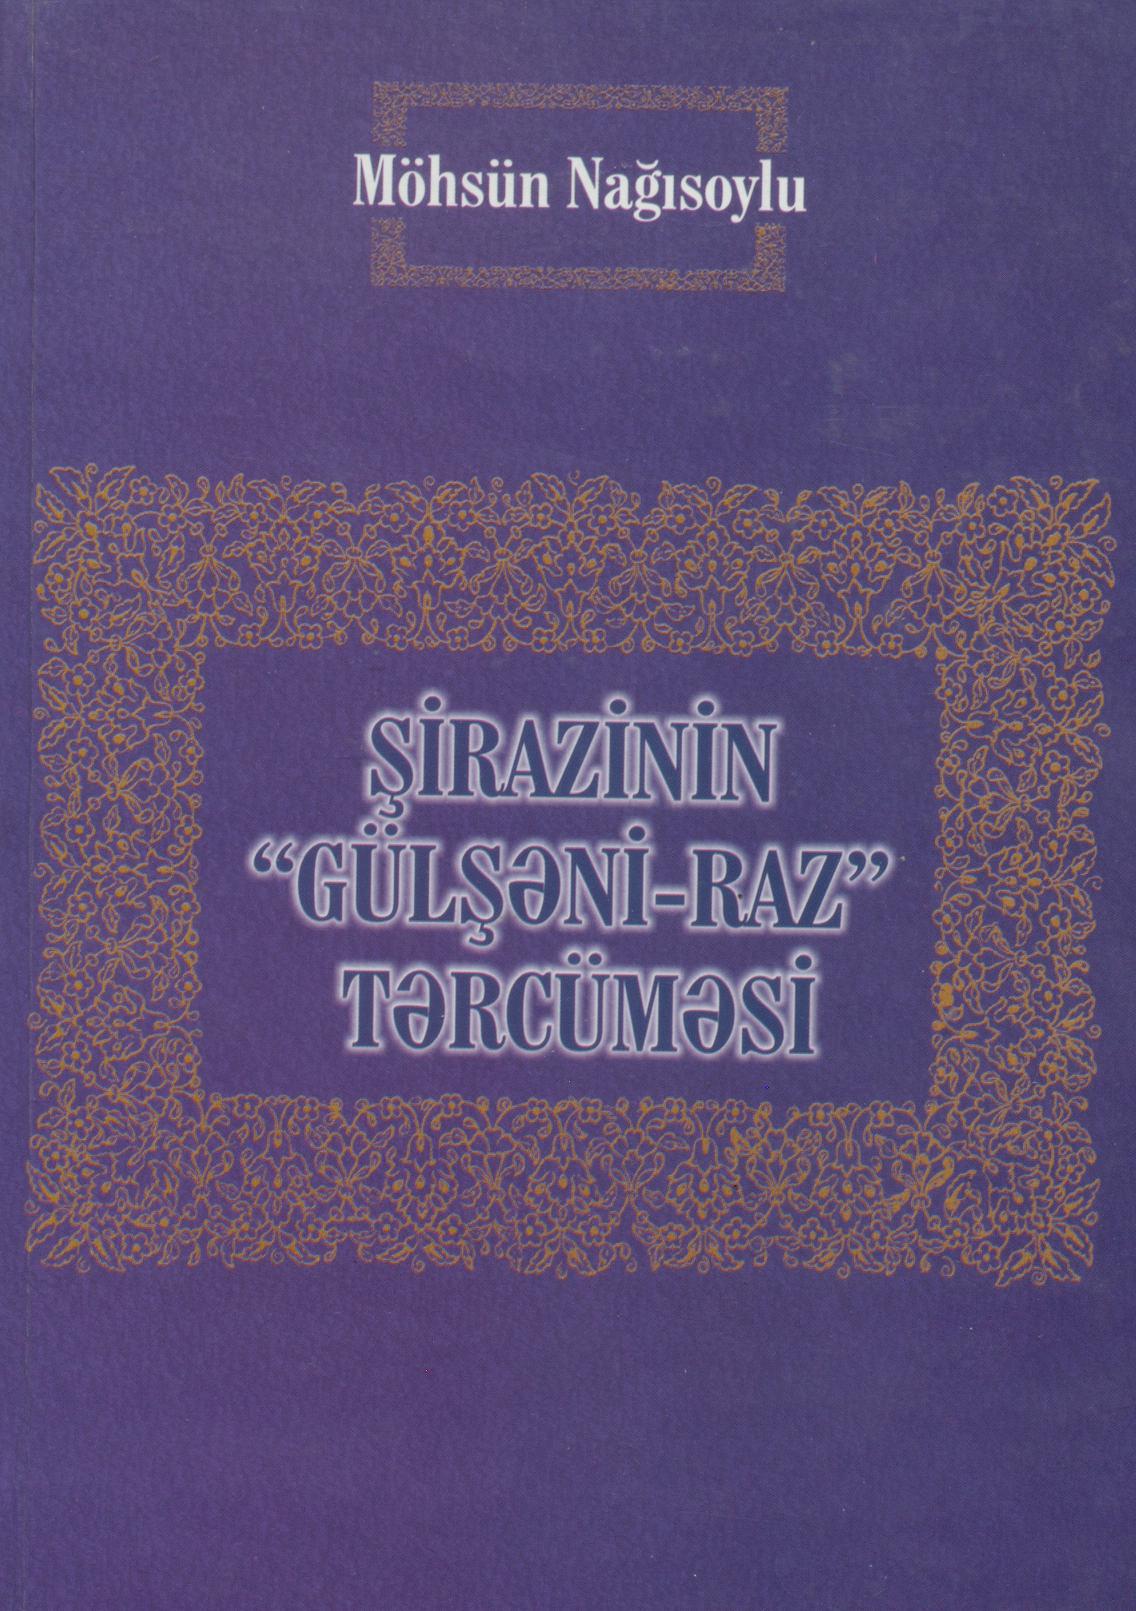 Möhsün Nağısoylu
ŞİRAZİNİN
“GÜLŞƏNİ-RAZ”
TƏRCÜMƏSİ